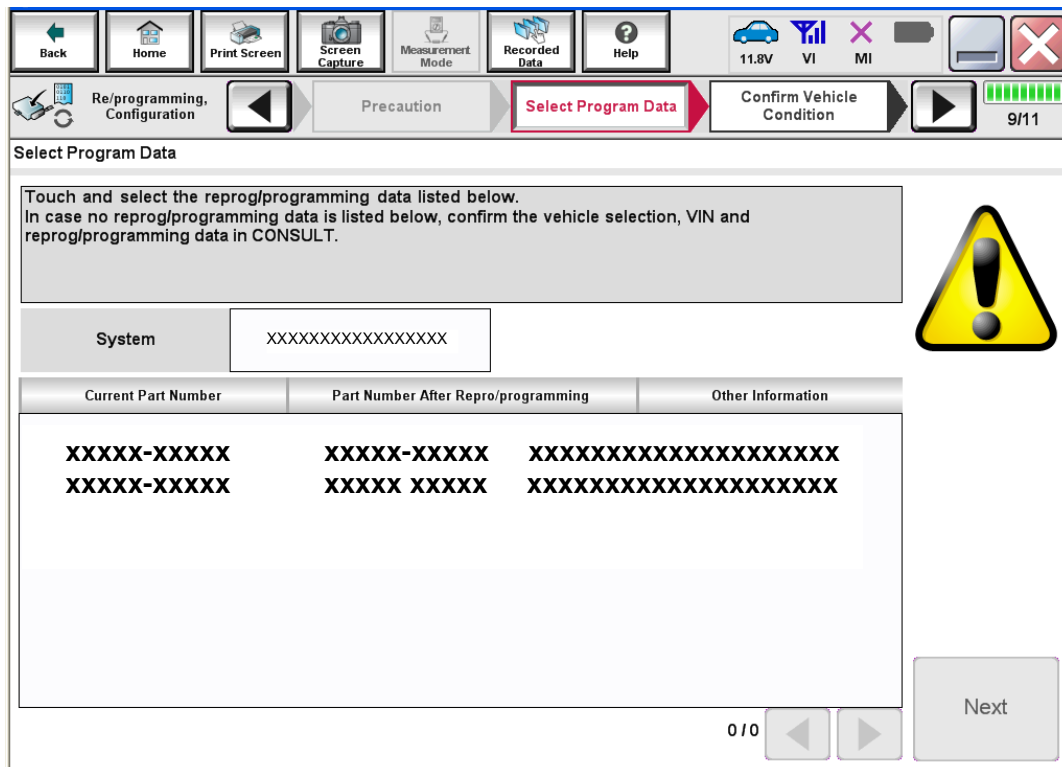 Back
Home
Print Screen
Screen
Capture
Measurement
Mode
Recorded
Data
Help
11.8V
VI
MI
Re/programming,
Configuration
Precaution
Select Program Data
Confirm Vehicle
Condition
9/11
Select Program Data
Touch and select the reprog/programming data listed below.
In case no reprog/programming data is listed below, confirm the vehicle selection, VIN and
reprog/programming data in CONSULT.
System
XXXXXXXXXXXXXXXXX
Current Part Number
Part Number After Repro/programming
Other Information
XXXXX-XXXXX XXXXX-XXXXX XXXXXXXXXXXXXXXXXXXX
XXXXX-XXXXX XXXXX XXXXX XXXXXXXXXXXXXXXXXXXX
0/0
Next